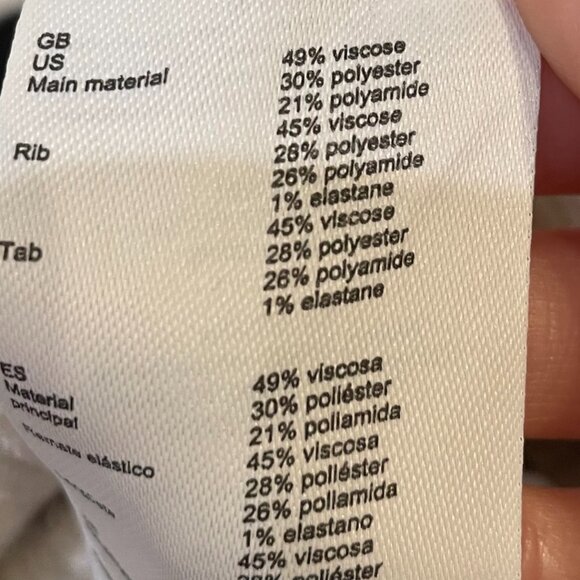 GB
US
Main material 49% viscose
30% polyester
21% polyamide
Rib 45% viscose
28% polyester
26% polyamide
1% elastane
Tab 45% viscose
28% polyester
26% polyamide
1% elastane
ES
Material
principal 49% viscosa
30% poliéster
21% poliamida
elástico 45% viscosa
28% poliéster
26% poliamida
1% elastano
45% viscosa
poliéster